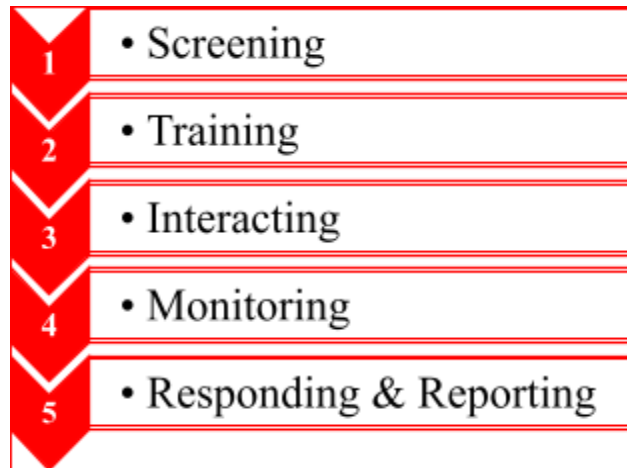 1 • Screening
2 • Training
3 • Interacting
4 • Monitoring
5 • Responding & Reporting